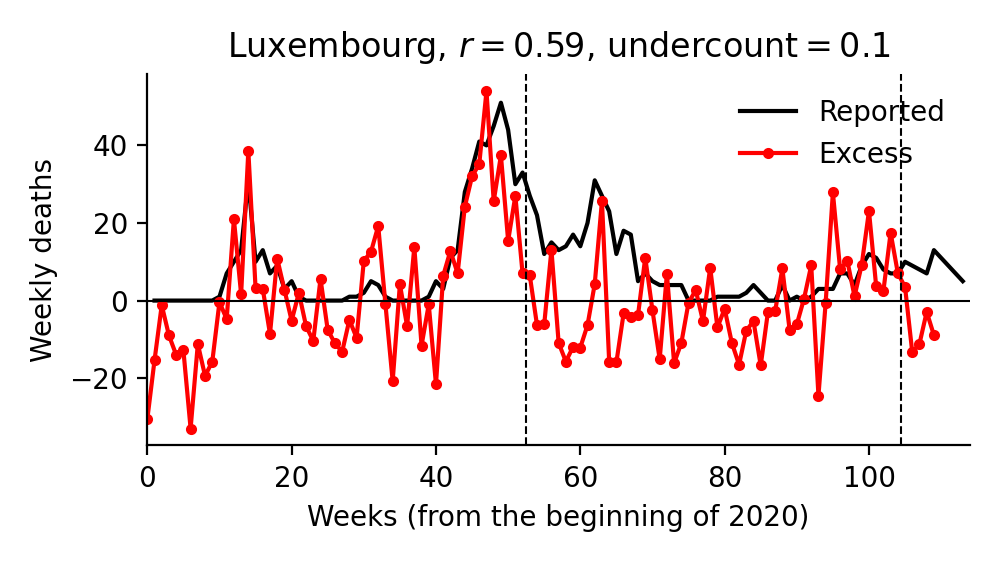 Luxembourg, r = 0.59, undercount = 0.1
Reported
Excess
Weekly deaths
40
20
0
−20
0 20 40 60 80 100
Weeks (from the beginning of 2020)